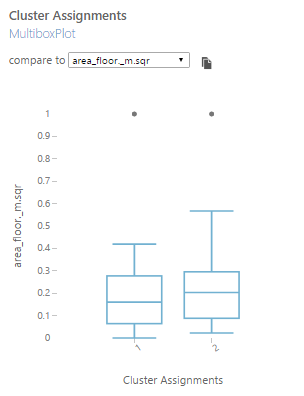 Cluster Assignments
MultiboxPlot
compare to area_floor._m.sqr
1
0.9
0.8
0.7
0.6
0.5
0.4
0.3
0.2
0.1
0
area_floor._m.sqr
1 2
Cluster Assignments